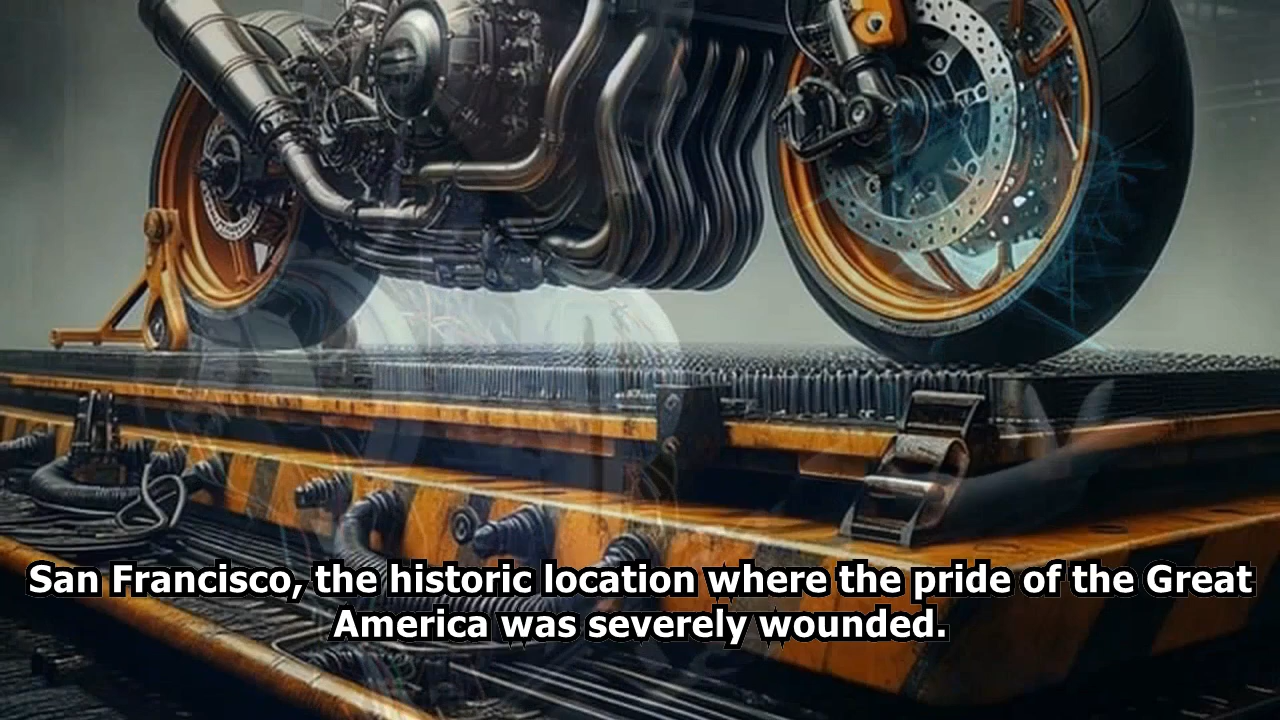 San Francisco, the historic location where the pride of the Great
America was severely wounded.